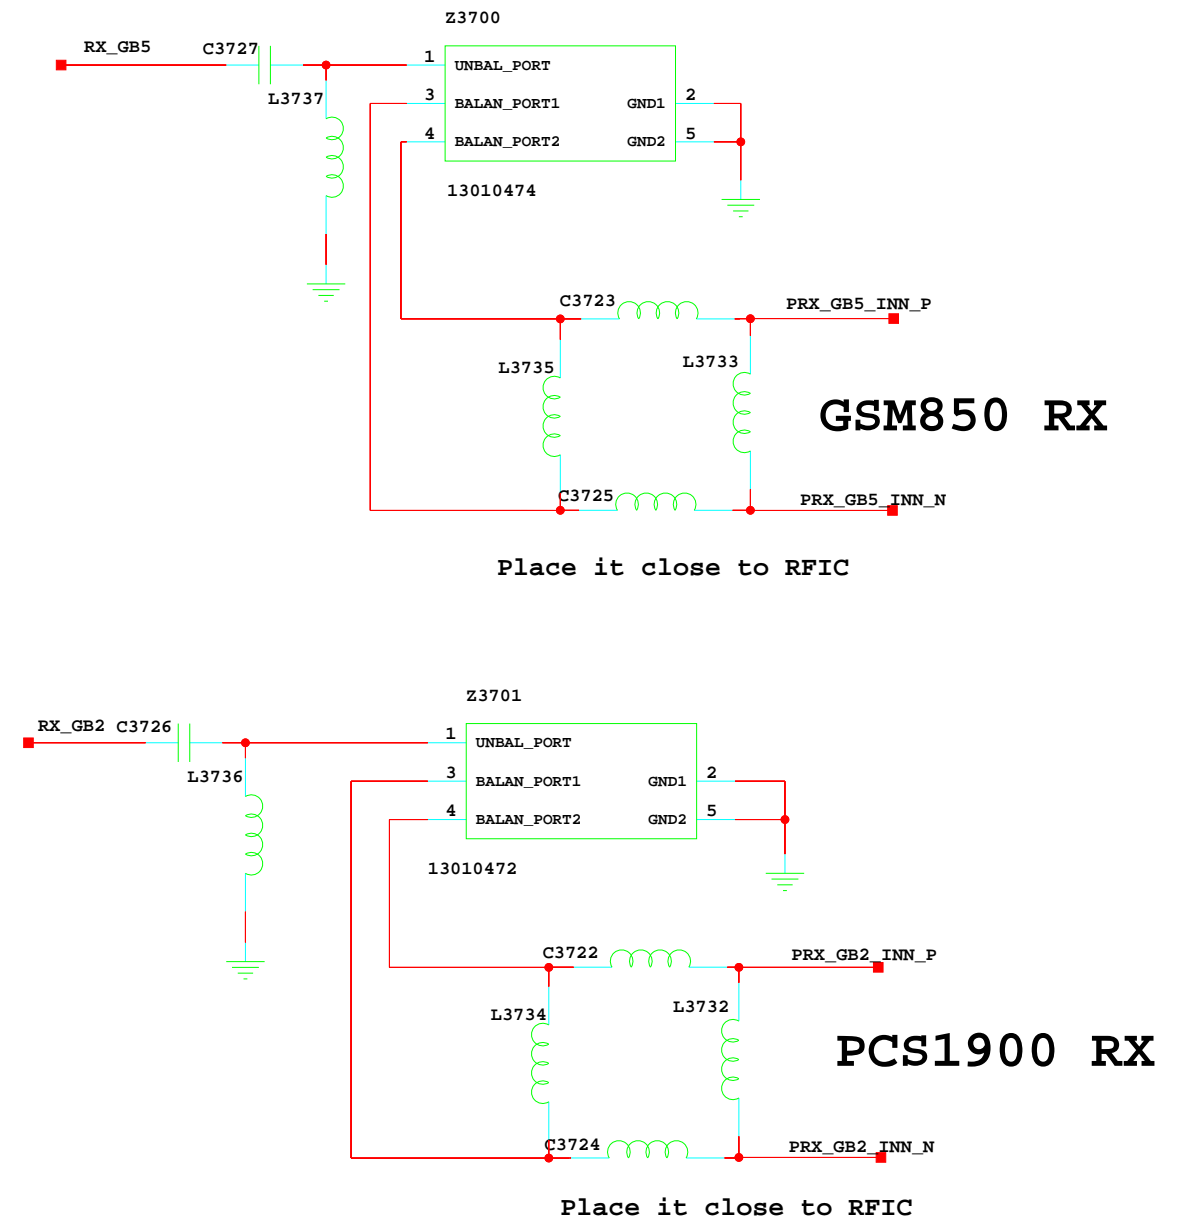 Z3700
RX_GB5
C3727
1
UNBAL_PORT
L3737
3
BALAN_PORT1
GND1
2
4
BALAN_PORT2
GND2
5
13010474
C3723
PRX_GB5_INN_P
L3735
L3733
GSM850 RX
C3725
PRX_GB5_INN_N
Place it close to RFIC
Z3701
RX_GB2
C3726
1
UNBAL_PORT
L3736
3
BALAN_PORT1
GND1
2
4
BALAN_PORT2
GND2
5
13010472
C3722
PRX_GB2_INN_P
L3734
L3732
PCS1900 RX
C3724
PRX_GB2_INN_N
Place it close to RFIC